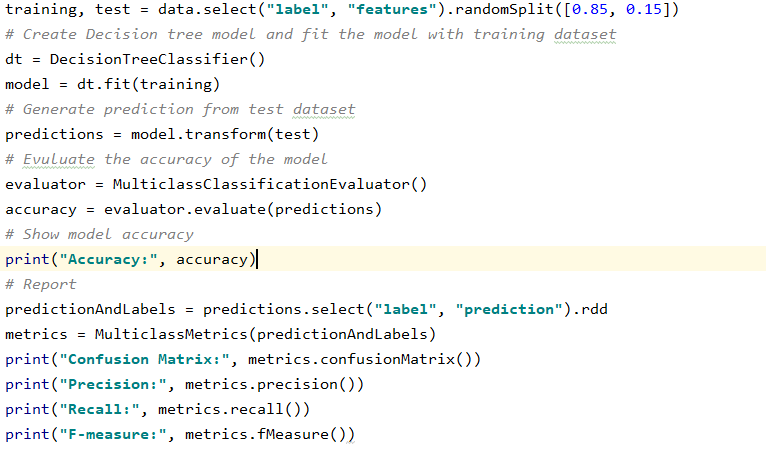 training, test = data.select("label", "features").randomSplit([0.85, 0.15])
# Create Decision tree model and fit the model with training dataset
dt = DecisionTreeClassifier()
model = dt.fit(training)
# Generate prediction from test dataset
predictions = model.transform(test)
# Evuluate the accuracy of the model
evaluator = MulticlassClassificationEvaluator()
accuracy = evaluator.evaluate(predictions)
# Show model accuracy
print("Accuracy:", accuracy)
# Report
predictionAndLabels = predictions.select("label", "prediction").rdd
metrics = MulticlassMetrics(predictionAndLabels)
print("Confusion Matrix:", metrics.confusionMatrix())
print("Precision:", metrics.precision())
print("Recall:", metrics.recall())
print("F-measure:", metrics.fMeasure())